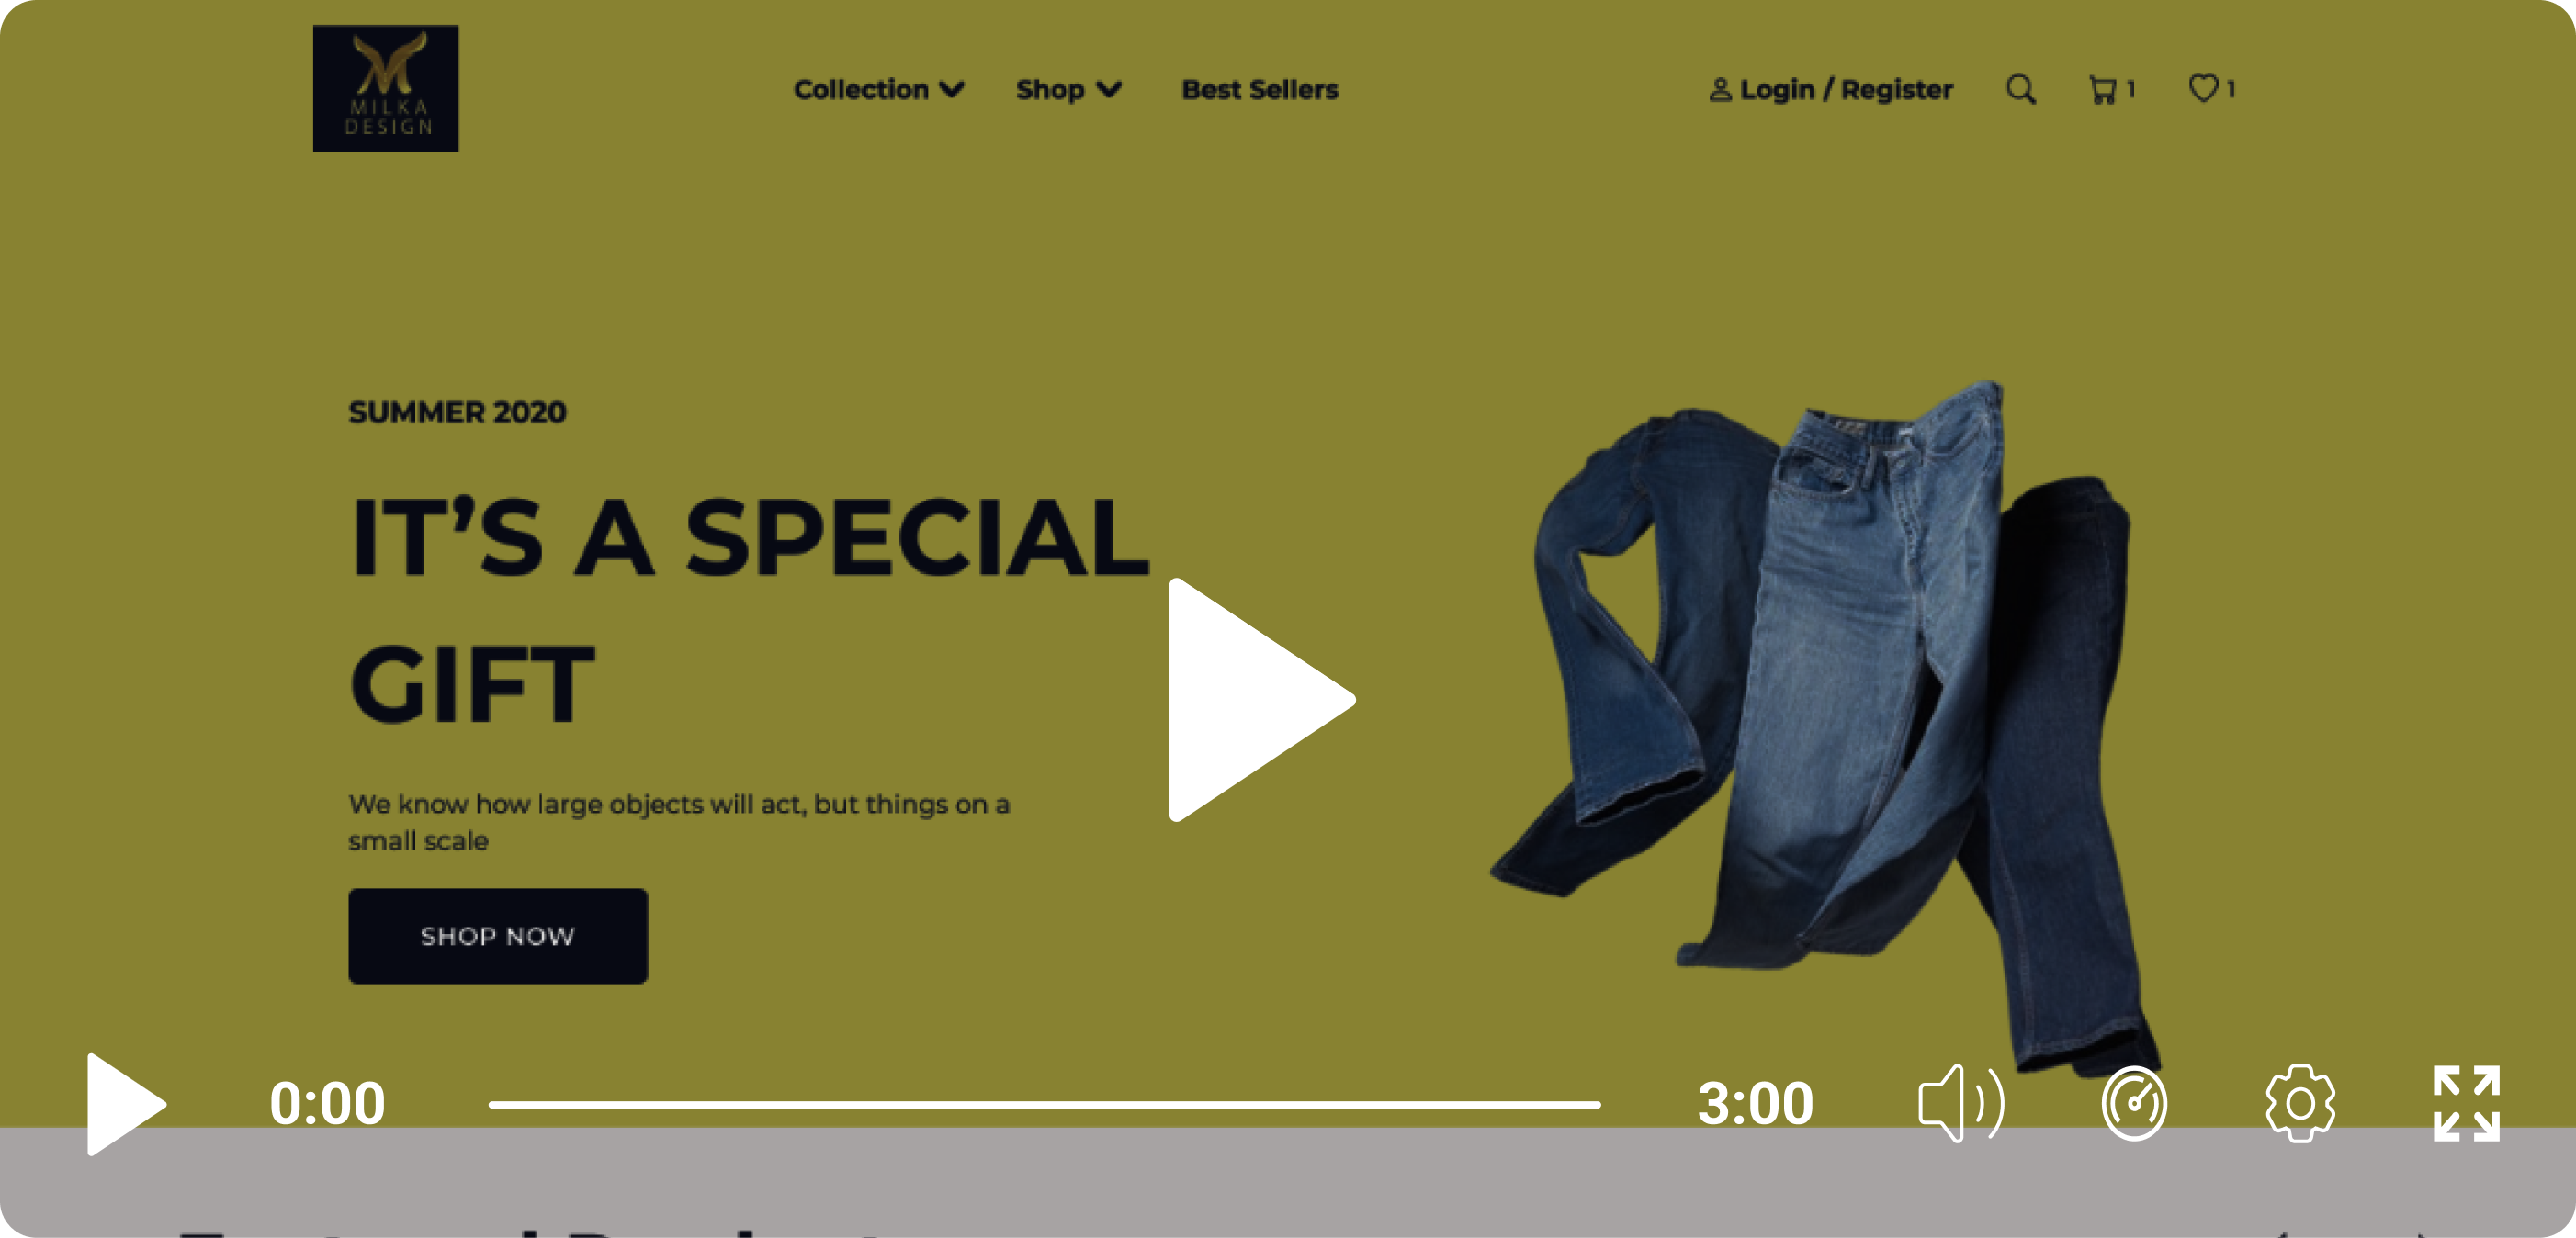 MILKA
DESIGN
Collection
Shop
Best Sellers
Login / Register
1
1
SUMMER 2020
IT’S A SPECIAL
GIFT
We know how large objects will act, but things on a
small scale
SHOP NOW
0:00
3:00